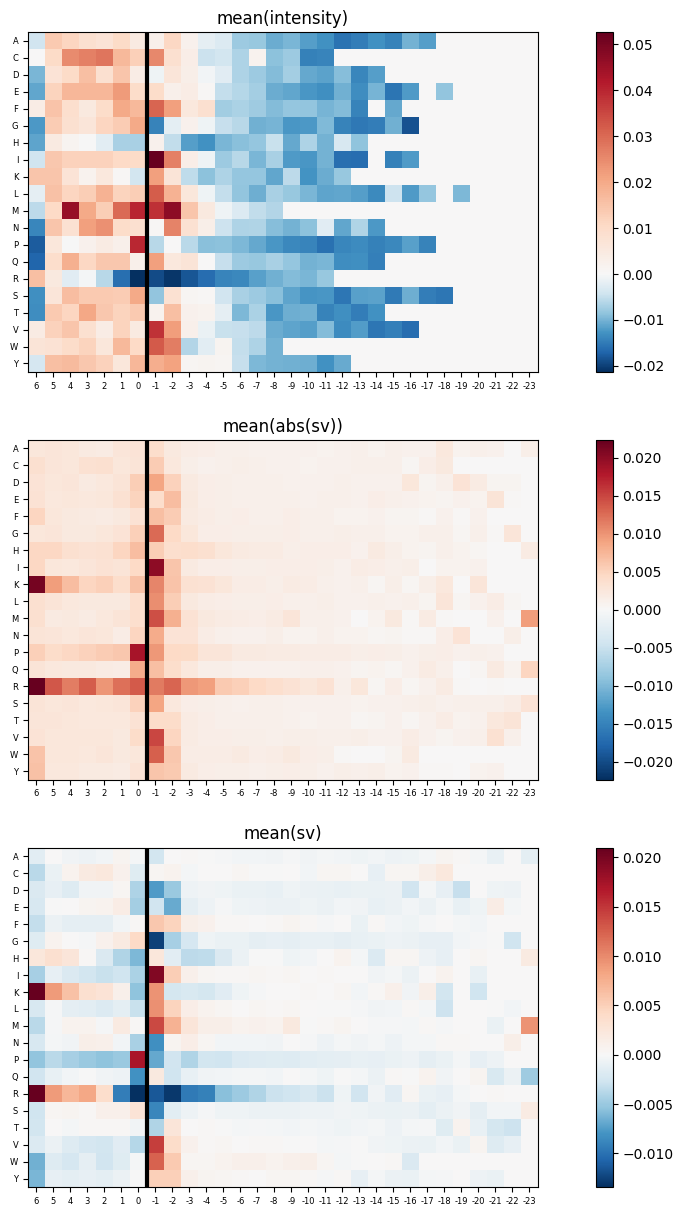 mean(intensity)
A
C
D
E
F
G
H
I
K
L
M
N
P
Q
R
S
T
V
W
Y
6 5 4 3 2 1 0 -1 -2 -3 -4 -5 -6 -7 -8 -9 -10 -11 -12 -13 -14 -15 -16 -17 -18 -19 -20 -21 -22 -23
0.05
0.04
0.03
0.02
0.01
0.00
−0.01
−0.02
mean(abs(sv))
A
C
D
E
F
G
H
I
K
L
M
N
P
Q
R
S
T
V
W
Y
6 5 4 3 2 1 0 -1 -2 -3 -4 -5 -6 -7 -8 -9 -10 -11 -12 -13 -14 -15 -16 -17 -18 -19 -20 -21 -22 -23
0.020
0.015
0.010
0.005
0.000
−0.005
−0.010
−0.015
−0.020
mean(sv)
A
C
D
E
F
G
H
I
K
L
M
N
P
Q
R
S
T
V
W
Y
6 5 4 3 2 1 0 -1 -2 -3 -4 -5 -6 -7 -8 -9 -10 -11 -12 -13 -14 -15 -16 -17 -18 -19 -20 -21 -22 -23
0.020
0.015
0.010
0.005
0.000
−0.005
−0.010